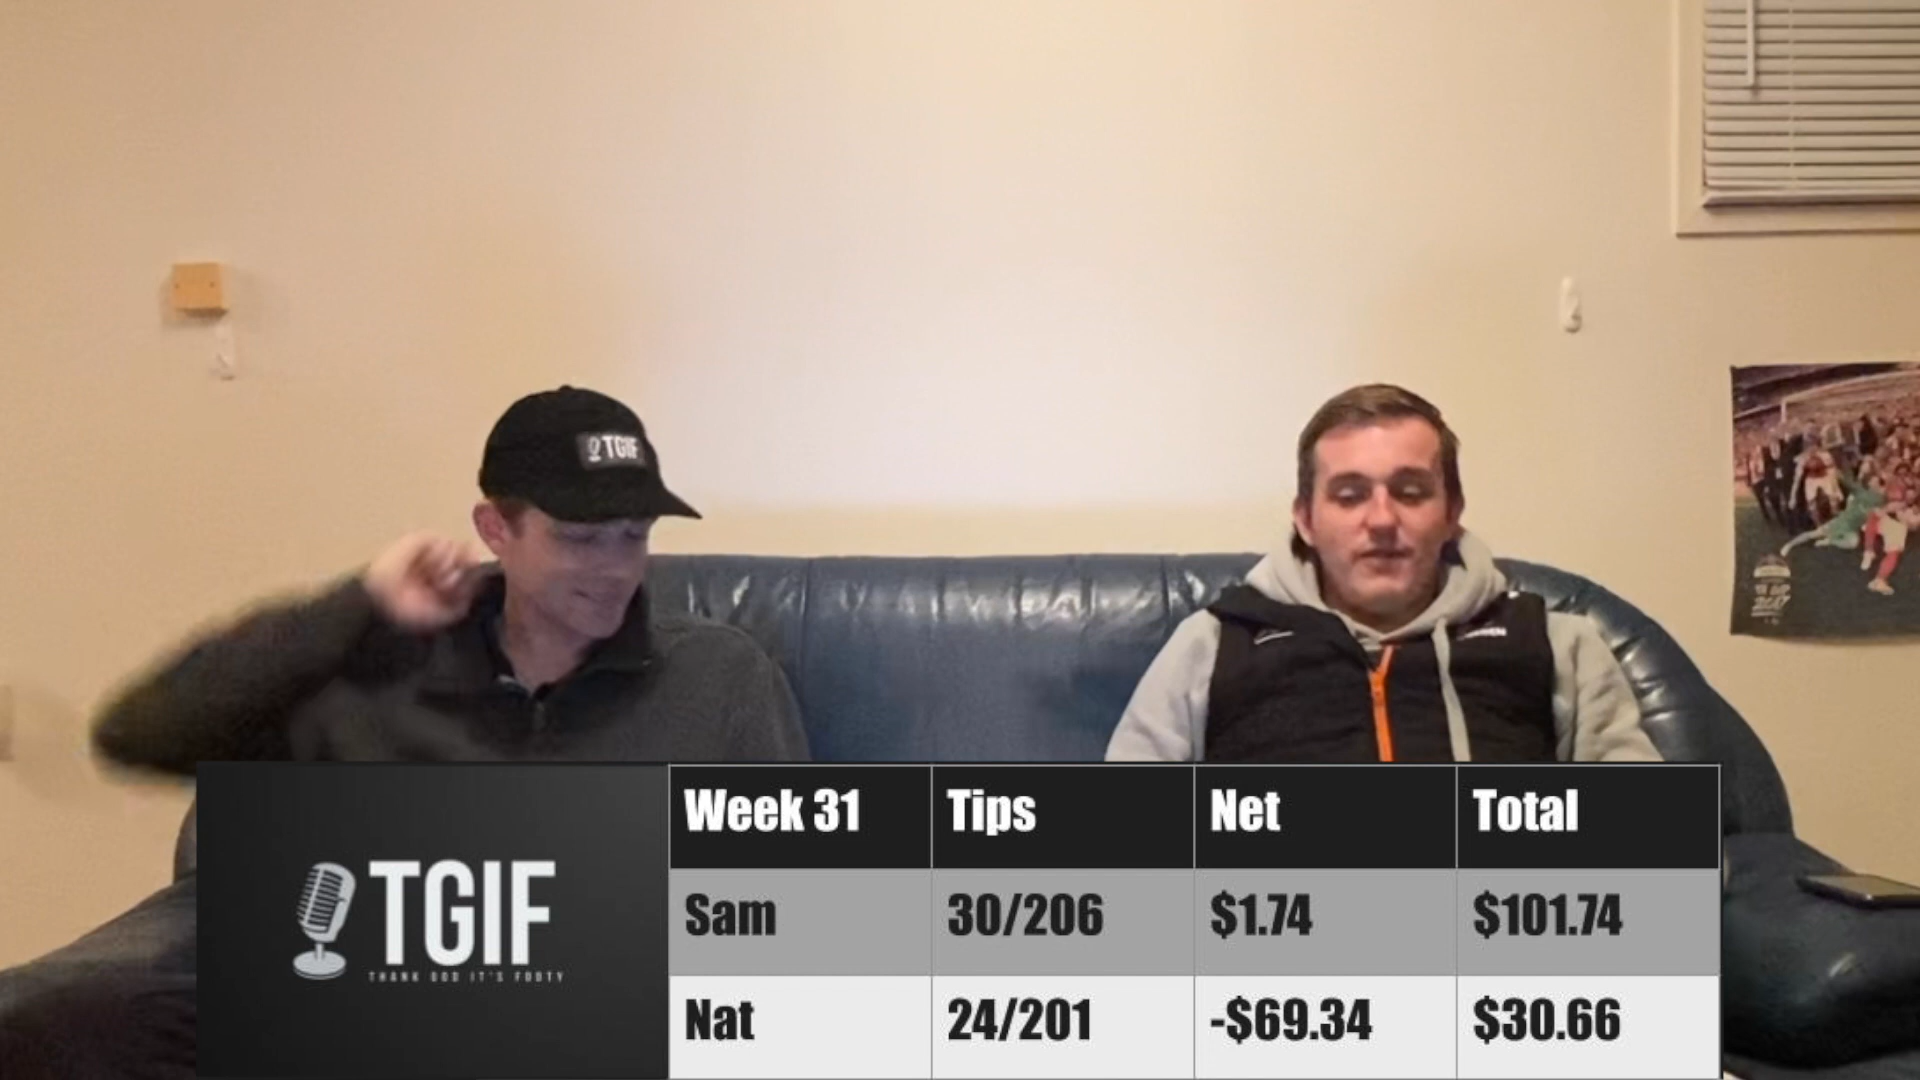 TGIF
Week 31 Tips Net Total
Sam 30/206 $1.74 $101.74
Nat 24/201 -$69.34 $30.66
TGIF
THANK GOD IT'S FOOTY